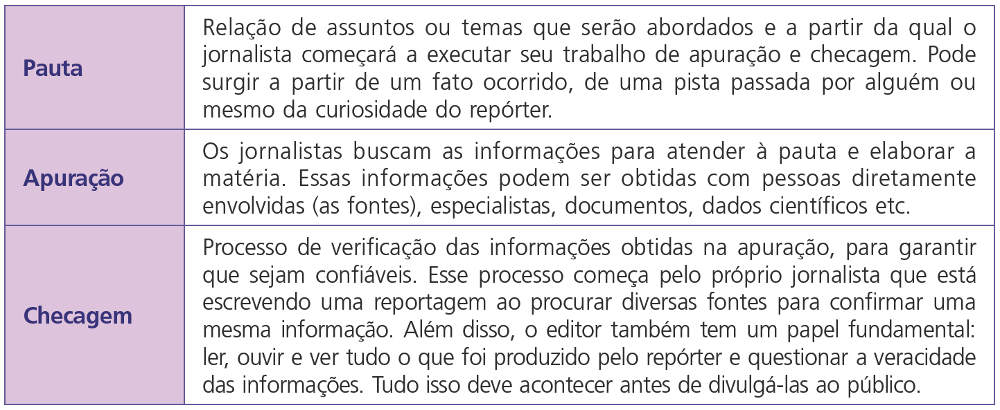 Pauta
Relação de assuntos ou temas que serão abordados e a partir da qual o
jornalista começará a executar seu trabalho de apuração e checagem. Pode
surgir a partir de um fato ocorrido, de uma pista passada por alguém ou
mesmo da curiosidade do repórter.
Apuração
Os jornalistas buscam as informações para atender à pauta e elaborar a
matéria. Essas informações podem ser obtidas com pessoas diretamente
envolvidas (as fontes), especialistas, documentos, dados científicos etc.
Checagem
Processo de verificação das informações obtidas na apuração, para garantir
que sejam confiáveis. Esse processo começa pelo próprio jornalista que está
escrevendo uma reportagem ao procurar diversas fontes para confirmar uma
mesma informação. Além disso, o editor também tem um papel fundamental:
ler, ouvir e ver tudo o que foi produzido pelo repórter e questionar a veracidade
das informações. Tudo isso deve acontecer antes de divulgá-las ao público.